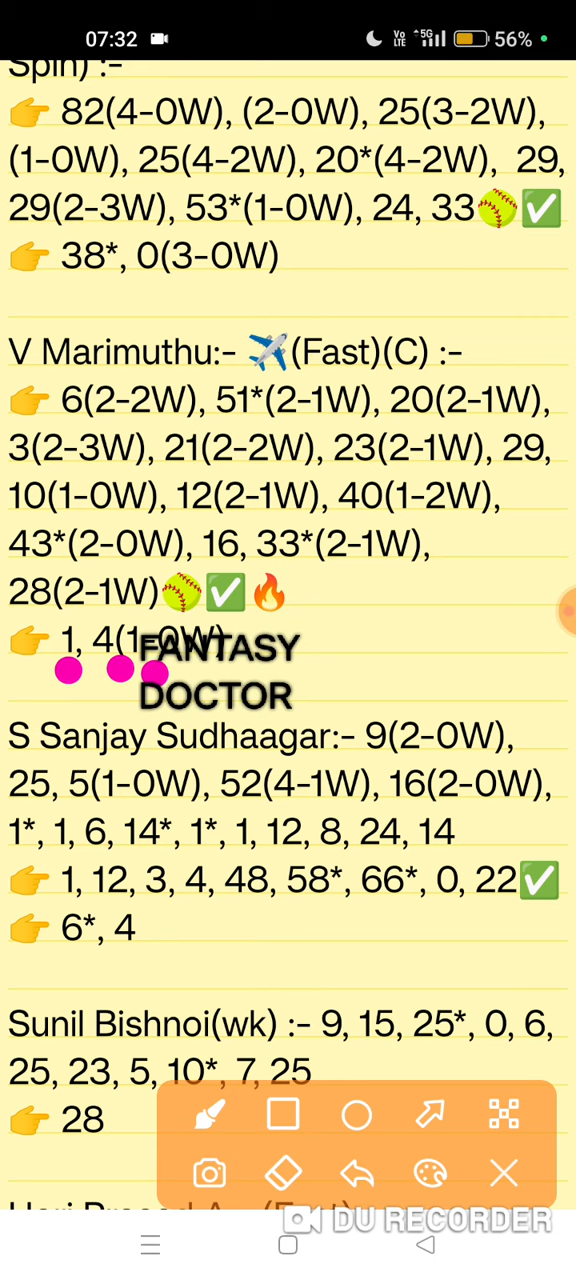 07:32 Vo LTE 5G 56%
Spin) :-
👉 82(4-0W), (2-0W), 25(3-2W),
(1-0W), 25(4-2W), 20*(4-2W), 29,
29(2-3W), 53*(1-0W), 24, 33🥎✅
👉 38*, 0(3-0W)
V Marimuthu:- ✈️(Fast)(C) :-
👉 6(2-2W), 51*(2-1W), 20(2-1W),
3(2-3W), 21(2-2W), 23(2-1W), 29,
10(1-0W), 12(2-1W), 40(1-2W),
43*(2-0W), 16, 33*(2-1W),
28(2-1W)🥎✅🔥
👉 1, 4(1-0W)
FANTASY
DOCTOR
S Sanjay Sudhaagar:- 9(2-0W),
25, 5(1-0W), 52(4-1W), 16(2-0W),
1*, 1, 6, 14*, 1*, 1, 12, 8, 24, 14
👉 1, 12, 3, 4, 48, 58*, 66*, 0, 22✅
👉 6*, 4
Sunil Bishnoi(wk) :- 9, 15, 25*, 0, 6,
25, 23, 5, 10*, 7, 25
👉 28
DU RECORDER